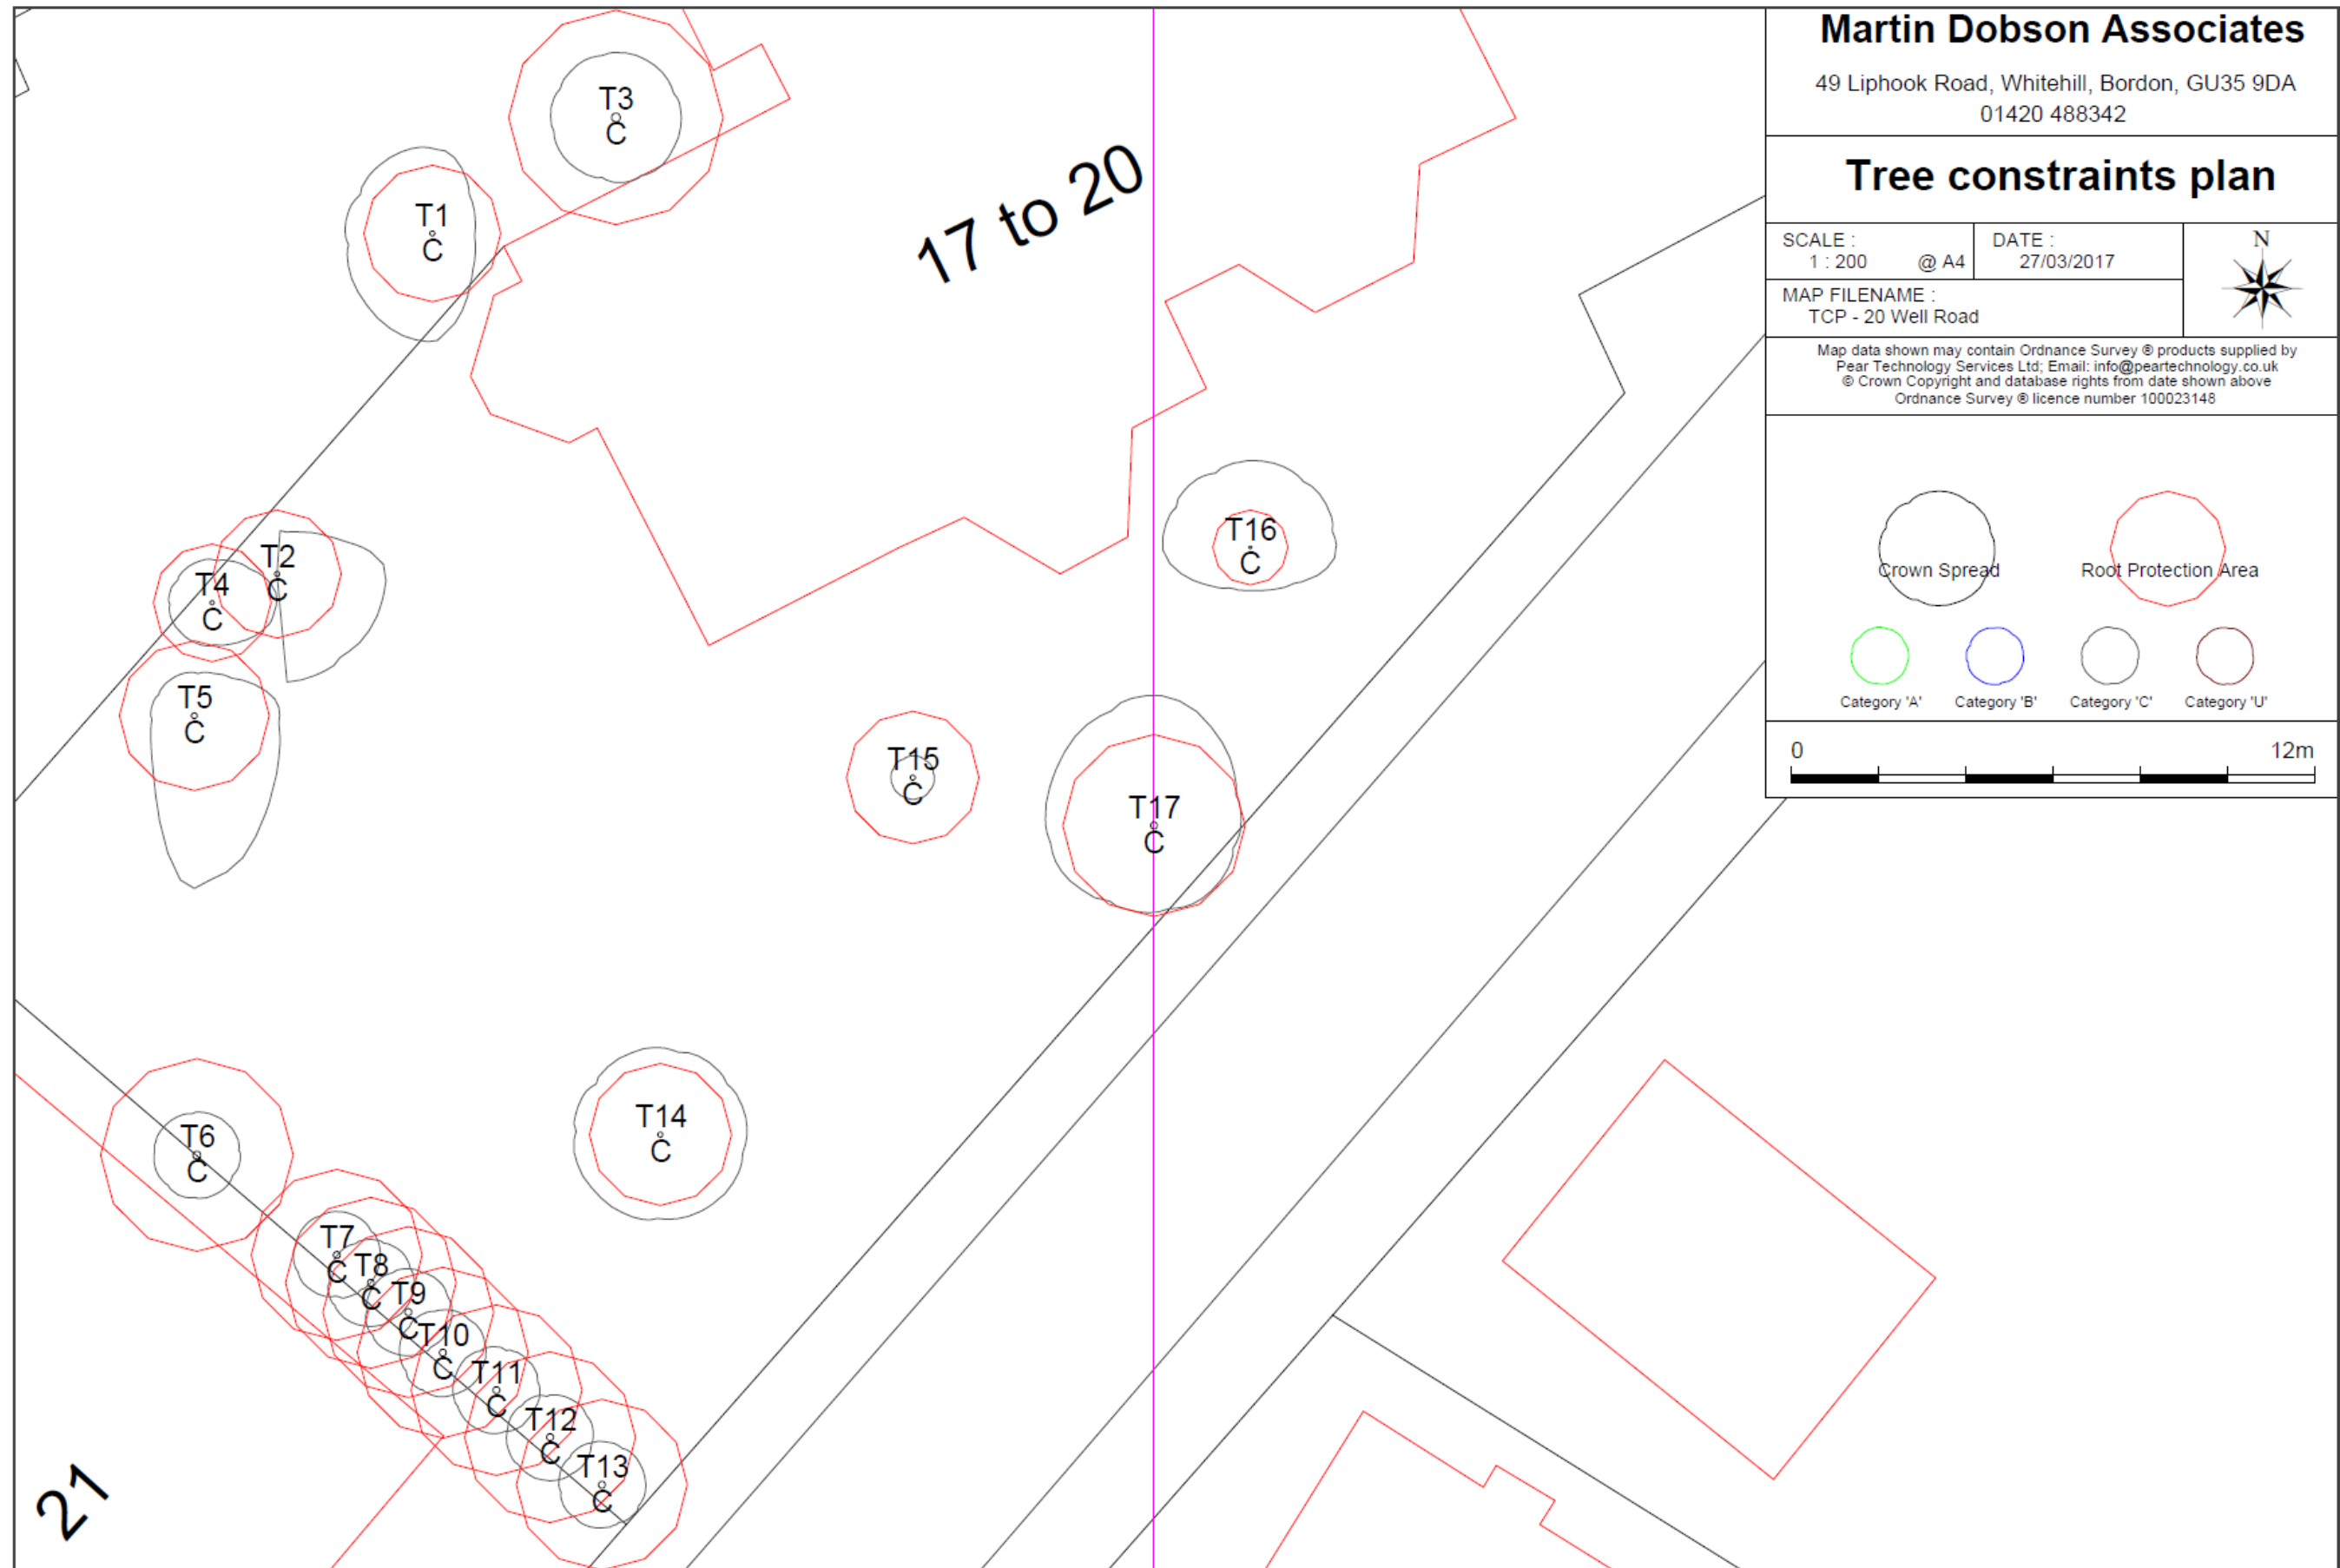 Martin Dobson Associates
49 Liphook Road, Whitehill, Bordon, GU35 9DA
01420 488342
Tree constraints plan
SCALE :
1 : 200 @ A4
DATE :
27/03/2017
N
MAP FILENAME :
TCP - 20 Well Road
Map data shown may contain Ordnance Survey ® products supplied by
Pear Technology Services Ltd; Email: info@peartechnology.co.uk
© Crown Copyright and database rights from date shown above
Ordnance Survey ® licence number 100023148
Crown Spread
Root Protection Area
Category 'A' Category 'B' Category 'C' Category 'U'
0 12m
T3
C
T1
C
17 to 20
T16
C
T2
C
T4
C
T5
C
T15
C
T17
C
T14
C
T6
C
T7
C
T8
C
T9
C
T10
C
T11
C
T12
C
T13
C
21